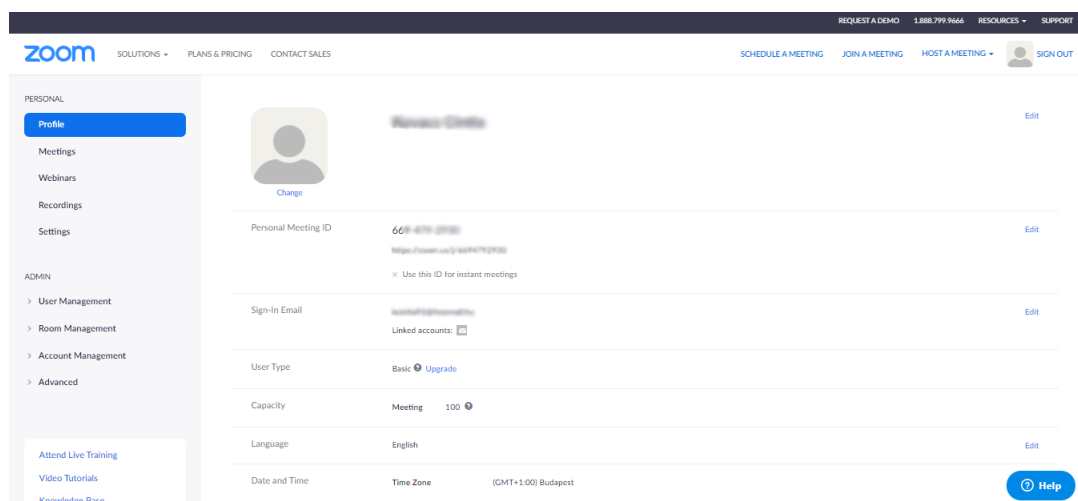 REQUEST A DEMO 1.888.799.9666 RESOURCES SUPPORT
zoom SOLUTIONS PLANS & PRICING CONTACT SALES SCHEDULE A MEETING JOIN A MEETING HOST A MEETING SIGN OUT
PERSONAL
Profile
Meetings
Webinars
Recordings
Settings
ADMIN
User Management
Room Management
Account Management
Advanced
Attend Live Training
Video Tutorials
Knowledge Base
Change
Edit
Personal Meeting ID Edit
× Use this ID for instant meetings
Sign-In Email Edit
Linked accounts:
User Type Basic Upgrade
Capacity Meeting 100
Language English Edit
Date and Time Time Zone (GMT+1:00) Budapest
Help